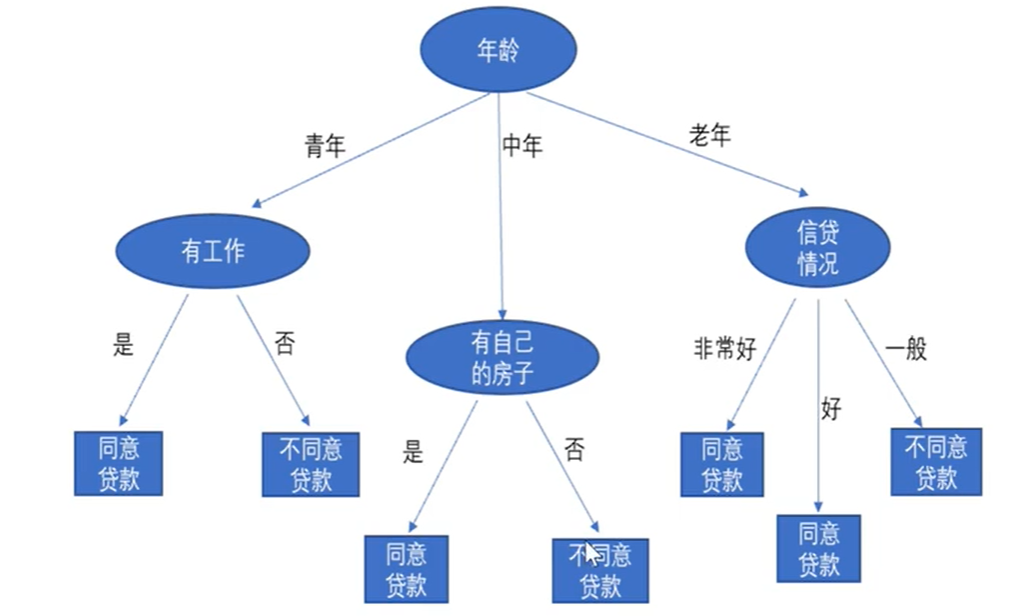 年龄
青年
中年
老年
有工作
信贷
情况
有自己
的房子
是
否
非常好
好
一般
是
否
同意
贷款
不同意
贷款
同意
贷款
不同意
贷款
同意
贷款
同意
贷款
不同意
贷款